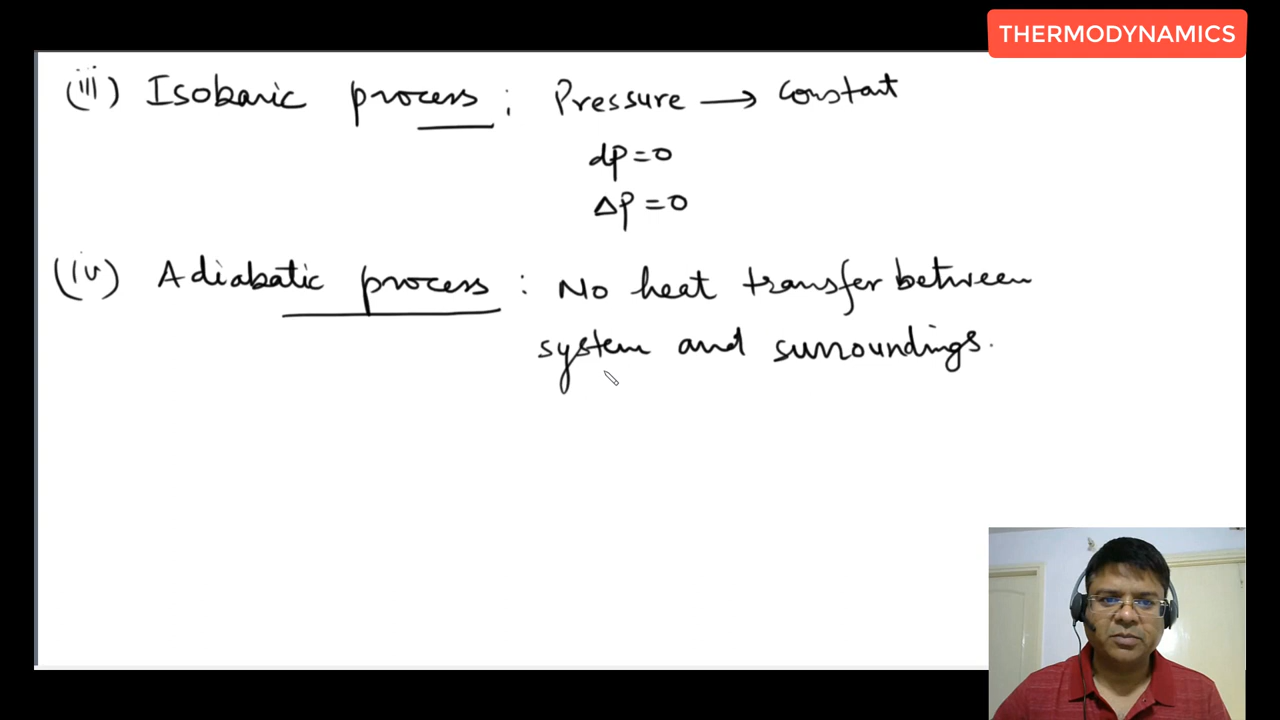 THERMODYNAMICS
(iii) Isobaric process : Pressure → Constant
dp=0
Δp=0
(iv) Adiabatic process : No heat transfer between
system and surroundings.